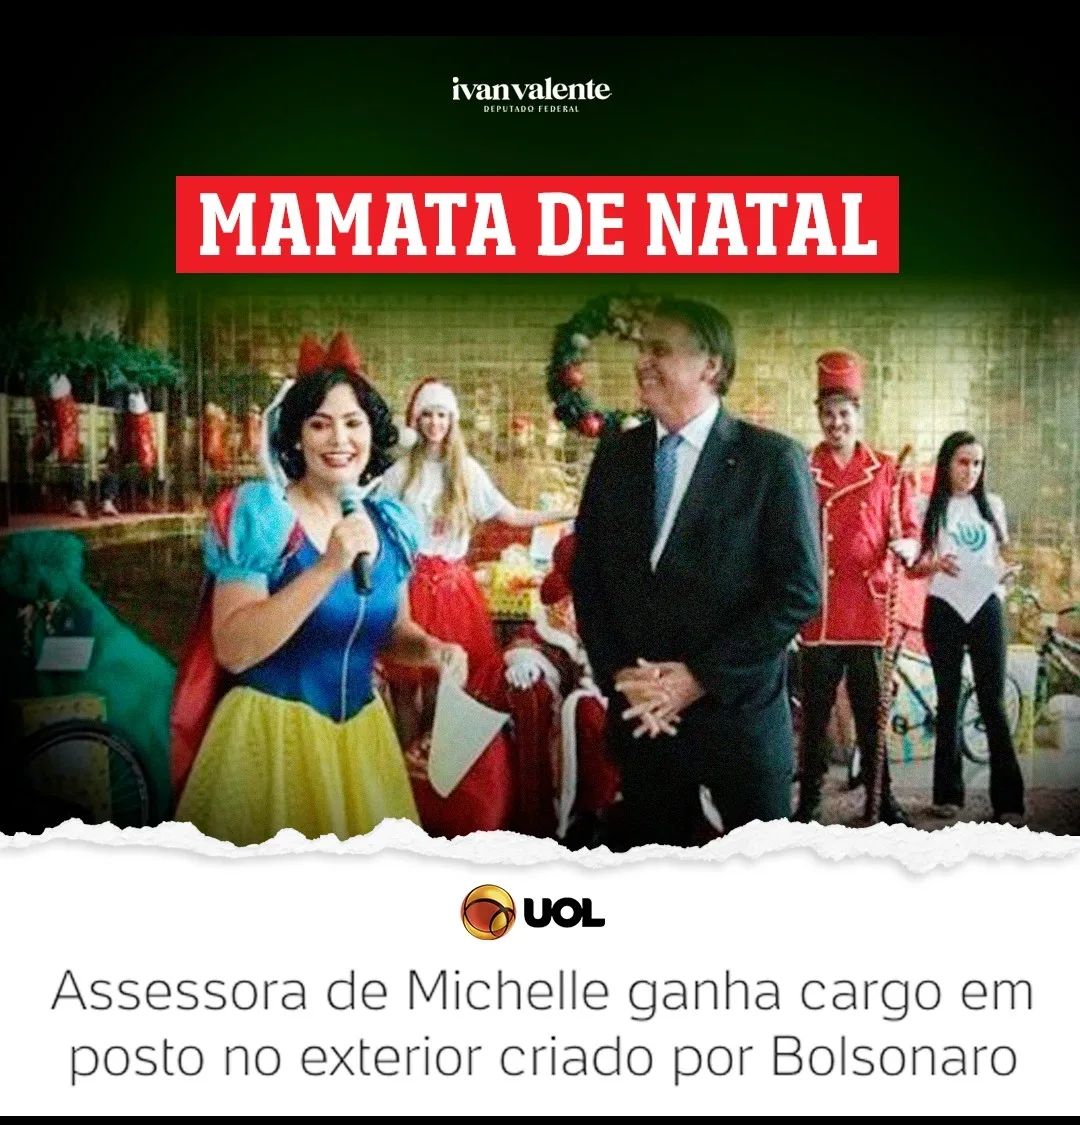 ivanvalente
DEPUTADO FEDERAL
MAMATA DE NATAL
UOL
Assessora de Michelle ganha cargo em
posto no exterior criado por Bolsonaro